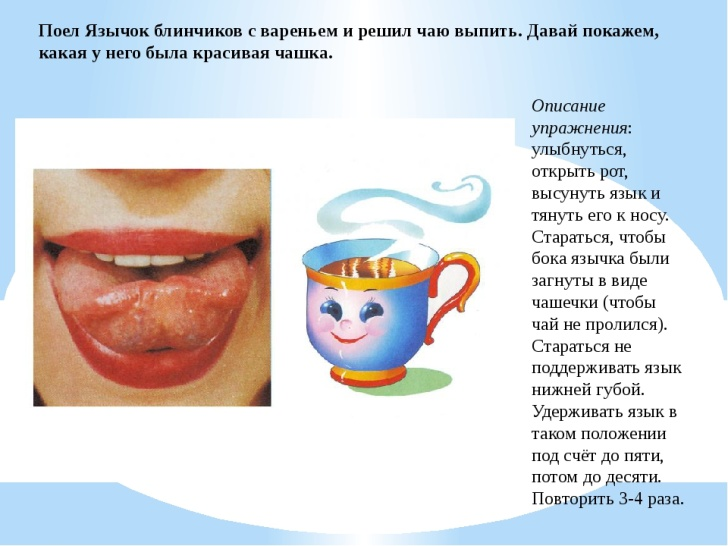 Поел Язычок блинчиков с вареньем и решил чаю выпить. Давай покажем,
какая у него была красивая чашка.
Описание
упражнения:
улыбнуться,
открыть рот,
высунуть язык и
тянуть его к носу.
Стараться, чтобы
бока язычка были
загнуты в виде
чашечки (чтобы
чай не пролился).
Стараться не
поддерживать язык
нижней губой.
Удерживать язык в
таком положении
под счёт до пяти,
потом до десяти.
Повторить 3-4 раза.